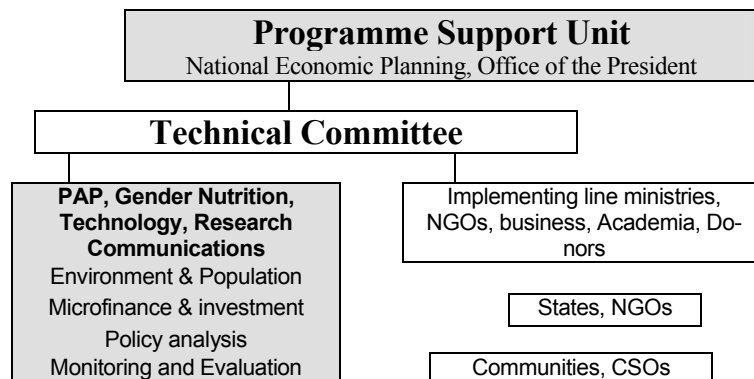 Programme Support Unit
National Economic Planning, Office of the President
Technical Committee
PAP, Gender Nutrition,
Technology, Research
Communications
Environment & Population
Microfinance & investment
Policy analysis
Monitoring and Evaluation
Implementing line ministries,
NGOs, business, Academia, Do-
nors
States, NGOs
Communities, CSOs